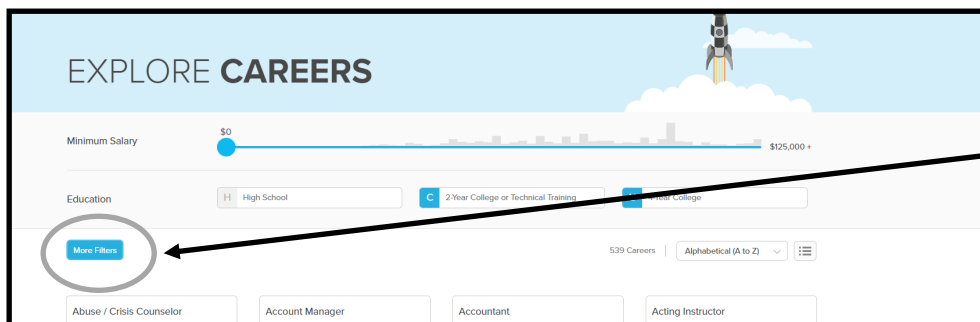 EXPLORE CAREERS
Minimum Salary
$0
$125,000 +
Education
H High School
C 2-Year College or Technical Training
Year College
More Filters
539 Careers
Alphabetical (A to Z)
Abuse / Crisis Counselor
Account Manager
Accountant
Acting Instructor